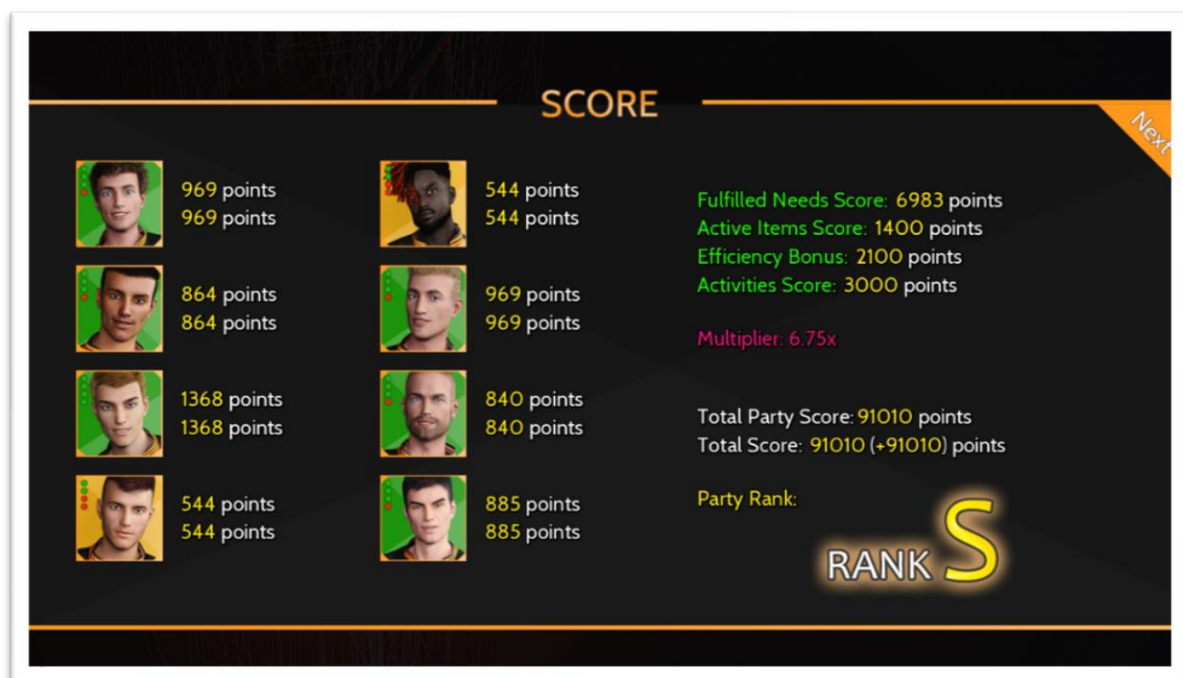 SCORE
Next
969 points
969 points
544 points
544 points
864 points
864 points
969 points
969 points
1368 points
1368 points
840 points
840 points
544 points
544 points
885 points
885 points
Fulfilled Needs Score: 6983 points
Active Items Score: 1400 points
Efficiency Bonus: 2100 points
Activities Score: 3000 points
Multiplier: 6.75x
Total Party Score: 91010 points
Total Score: 91010 (+91010) points
Party Rank:
RANK S